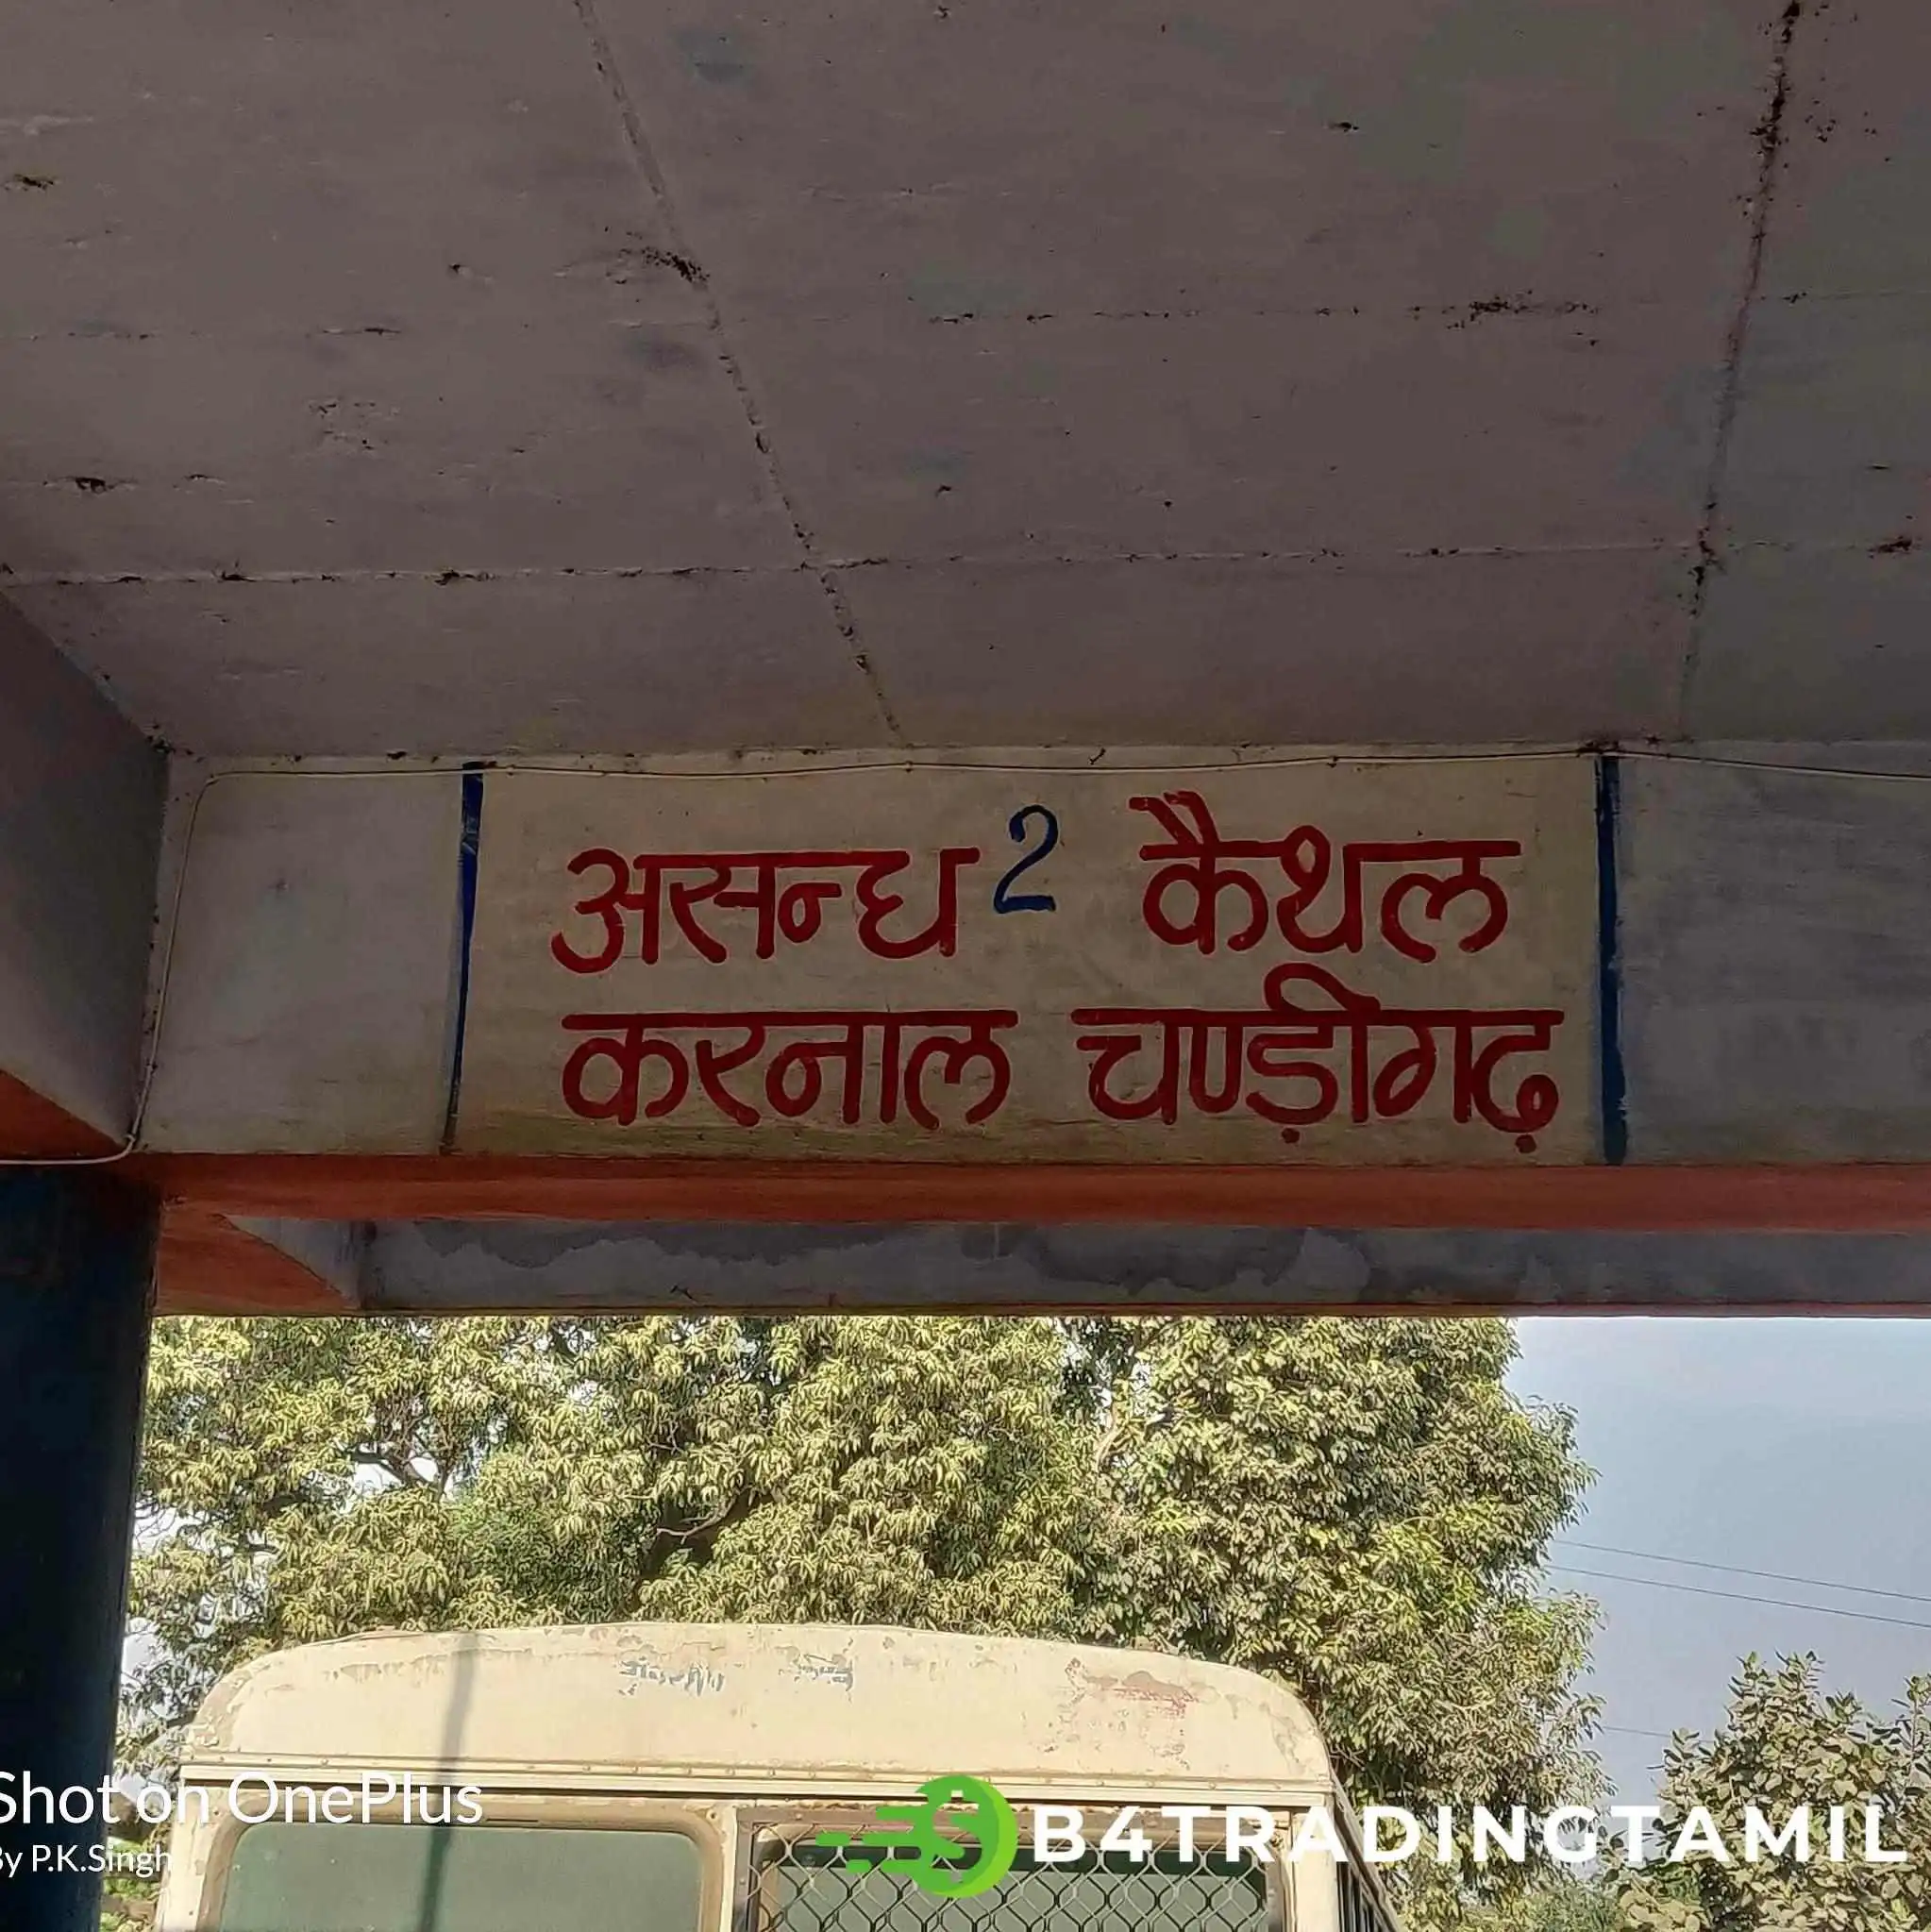 असन्ध 2 कैथल
करनाल चण्डीगढ़
Shot on OnePlus
By P.K.Singh
B4TRADINGTAMIL